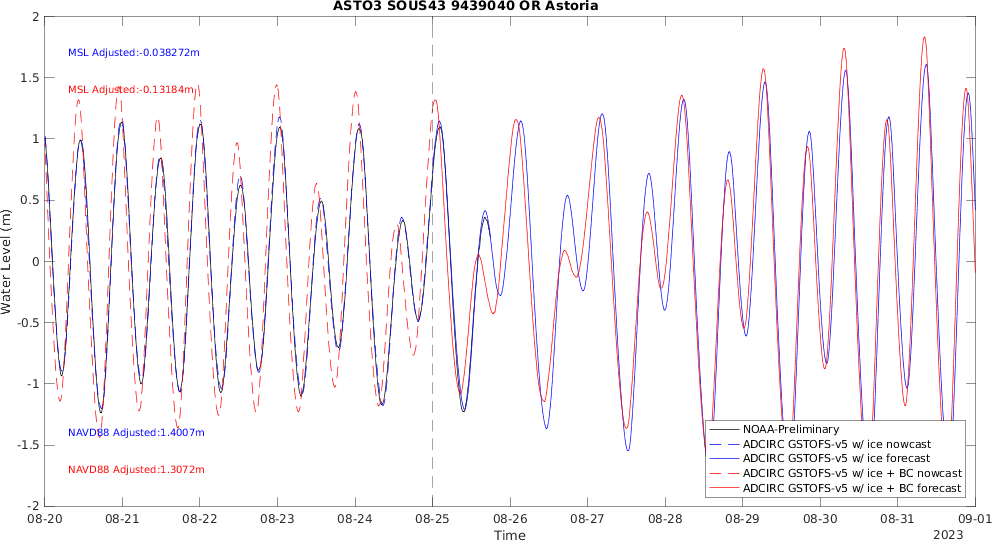 ASTO3 SOUS43 9439040 OR Astoria
2
1.5
1
0.5
0
-0.5
-1
-1.5
-2
Water Level (m)
MSL Adjusted:-0.038272m
MSL Adjusted:-0.13184m
NAVD88 Adjusted:1.4007m
NAVD88 Adjusted:1.3072m
NOAA-Preliminary
ADCIRC GSTOFS-v5 w/ ice nowcast
ADCIRC GSTOFS-v5 w/ ice forecast
ADCIRC GSTOFS-v5 w/ ice + BC nowcast
ADCIRC GSTOFS-v5 w/ ice + BC forecast
08-20 08-21 08-22 08-23 08-24 08-25 08-26 08-27 08-28 08-29 08-30 08-31 09-01
Time
2023